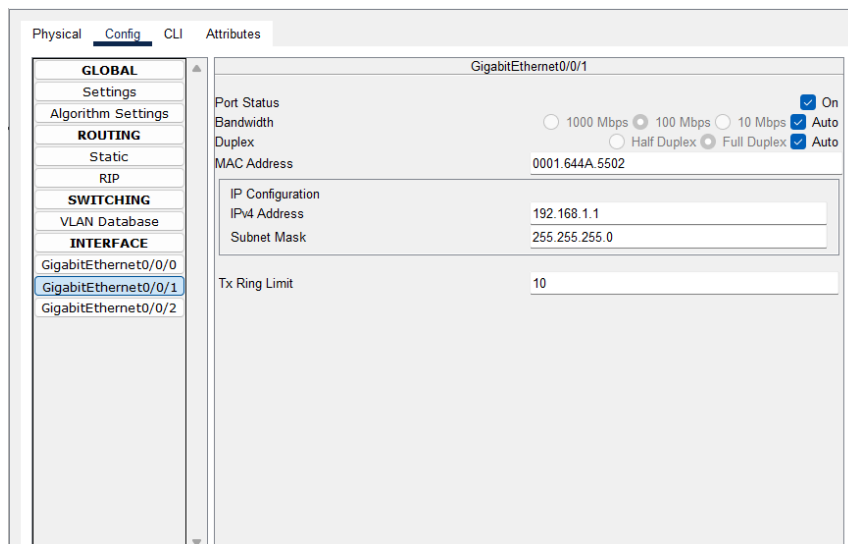 Physical Config CLI Attributes
GLOBAL
Settings
Algorithm Settings
ROUTING
Static
RIP
SWITCHING
VLAN Database
INTERFACE
GigabitEthernet0/0/0
GigabitEthernet0/0/1
GigabitEthernet0/0/2
GigabitEthernet0/0/1
Port Status On
Bandwidth 1000 Mbps 100 Mbps 10 Mbps Auto
Duplex Half Duplex Full Duplex Auto
MAC Address 0001.644A.5502
IP Configuration
IPv4 Address 192.168.1.1
Subnet Mask 255.255.255.0
Tx Ring Limit 10